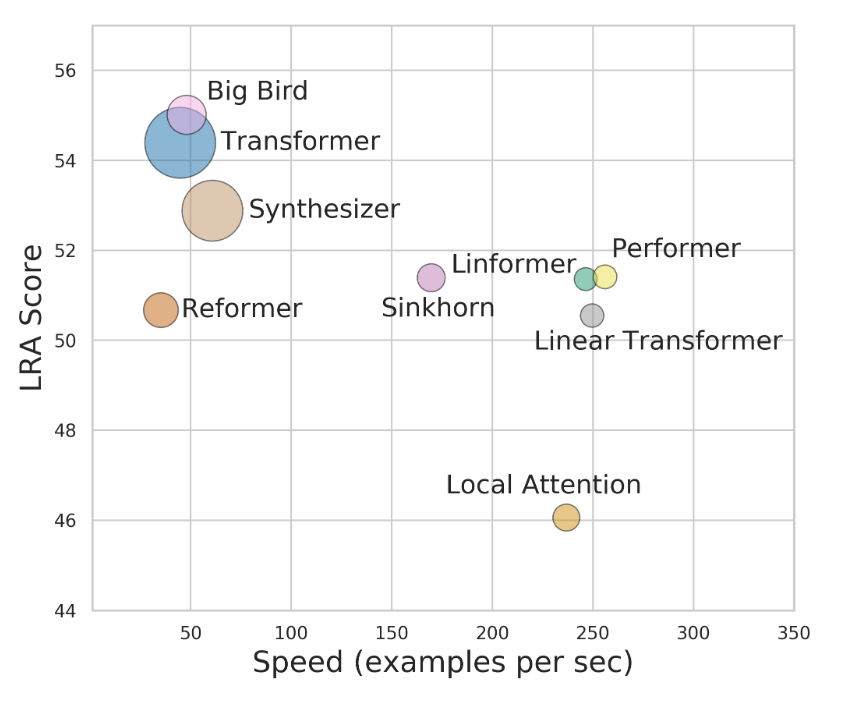 56
Big Bird
Transformer
54
Synthesizer
52
Performer
Linformer
Sinkhorn
Reformer
50
Linear Transformer
48
Local Attention
46
44
LRA Score
50 100 150 200 250 300 350
Speed (examples per sec)